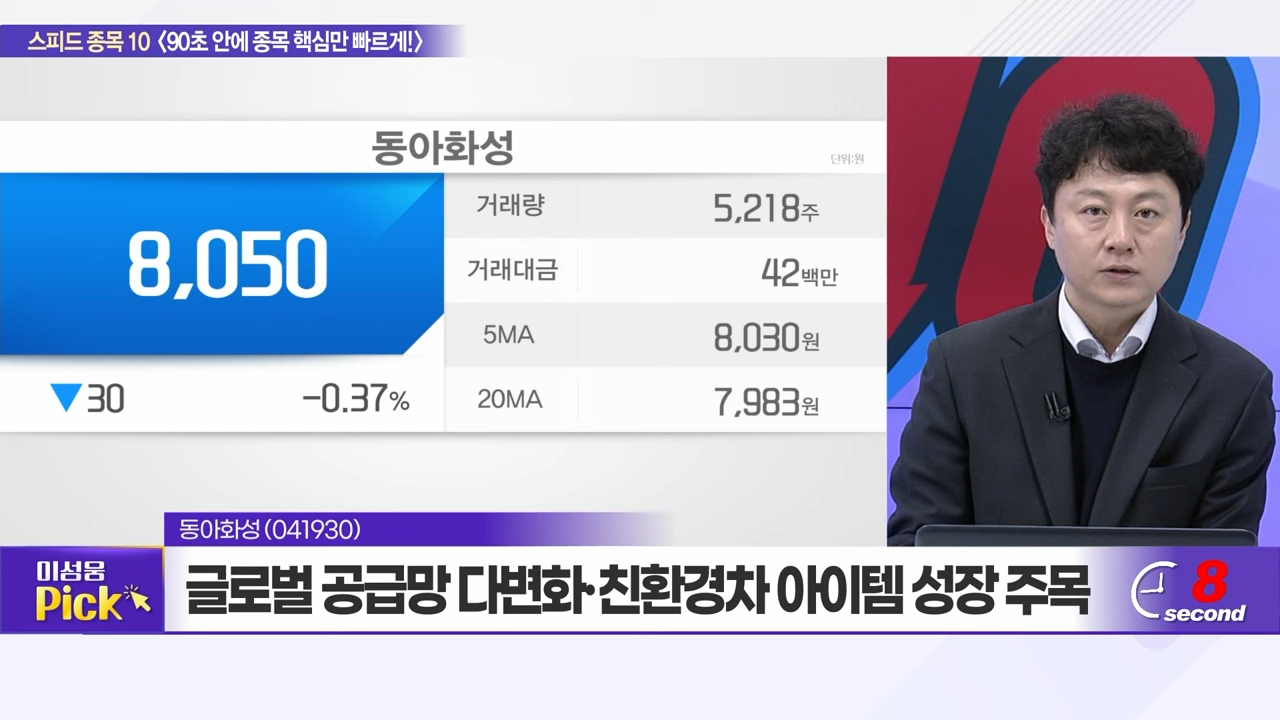 스피드 종목 10 <90초 안에 종목 핵심만 빠르게!>
동아화성
단위:원
8,050
▼30 -0.37%
거래량 5,218주
거래대금 42백만
5MA 8,030원
20MA 7,983원
동아화성(041930)
이성웅
Pick
글로벌 공급망 다변화·친환경차 아이템 성장 주목
8
second